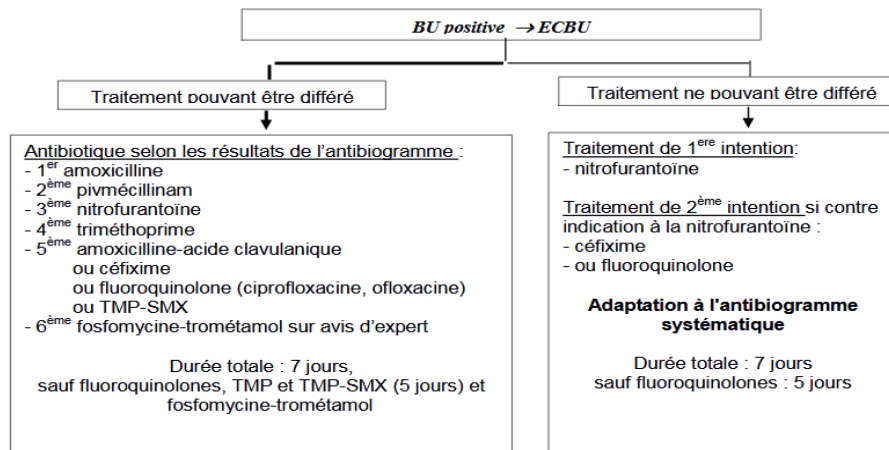 BU positive → ECBU
Traitement pouvant être différé
Traitement ne pouvant être différé
Antibiotique selon les résultats de l'antibiogramme :
- 1er amoxicilline
- 2ème pivmécillinam
- 3ème nitrofurantoïne
- 4ème triméthoprime
- 5ème amoxicilline-acide clavulanique
ou céfixime
ou fluoroquinolone (ciprofloxacine, ofloxacine)
ou TMP-SMX
- 6ème fosfomycine-trométamol sur avis d'expert
Durée totale : 7 jours,
sauf fluoroquinolones, TMP et TMP-SMX (5 jours) et
fosfomycine-trométamol
Traitement de 1ere intention:
- nitrofurantoïne
Traitement de 2ème intention si contre
indication à la nitrofurantoïne :
- céfixime
- ou fluoroquinolone
Adaptation à l'antibiogramme
systématique
Durée totale : 7 jours
sauf fluoroquinolones : 5 jours